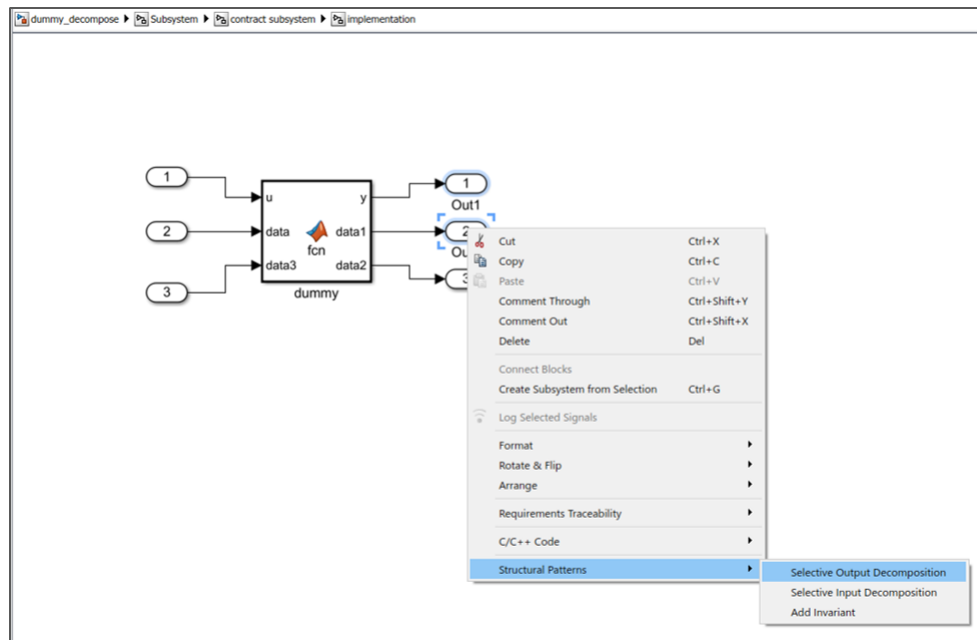 dummy_decompose Subsystem contract subsystem implementation
1
1
u
y
Out1
2
data
data1
2
fcn
Ou
3
data3
data2
3
dummy
Cut Ctrl+X
Copy Ctrl+C
Paste Ctrl+V
Comment Through Ctrl+Shift+Y
Comment Out Ctrl+Shift+X
Delete Del
Connect Blocks
Create Subsystem from Selection Ctrl+G
Log Selected Signals
Format
Rotate & Flip
Arrange
Requirements Traceability
C/C++ Code
Structural Patterns
Selective Output Decomposition
Selective Input Decomposition
Add Invariant